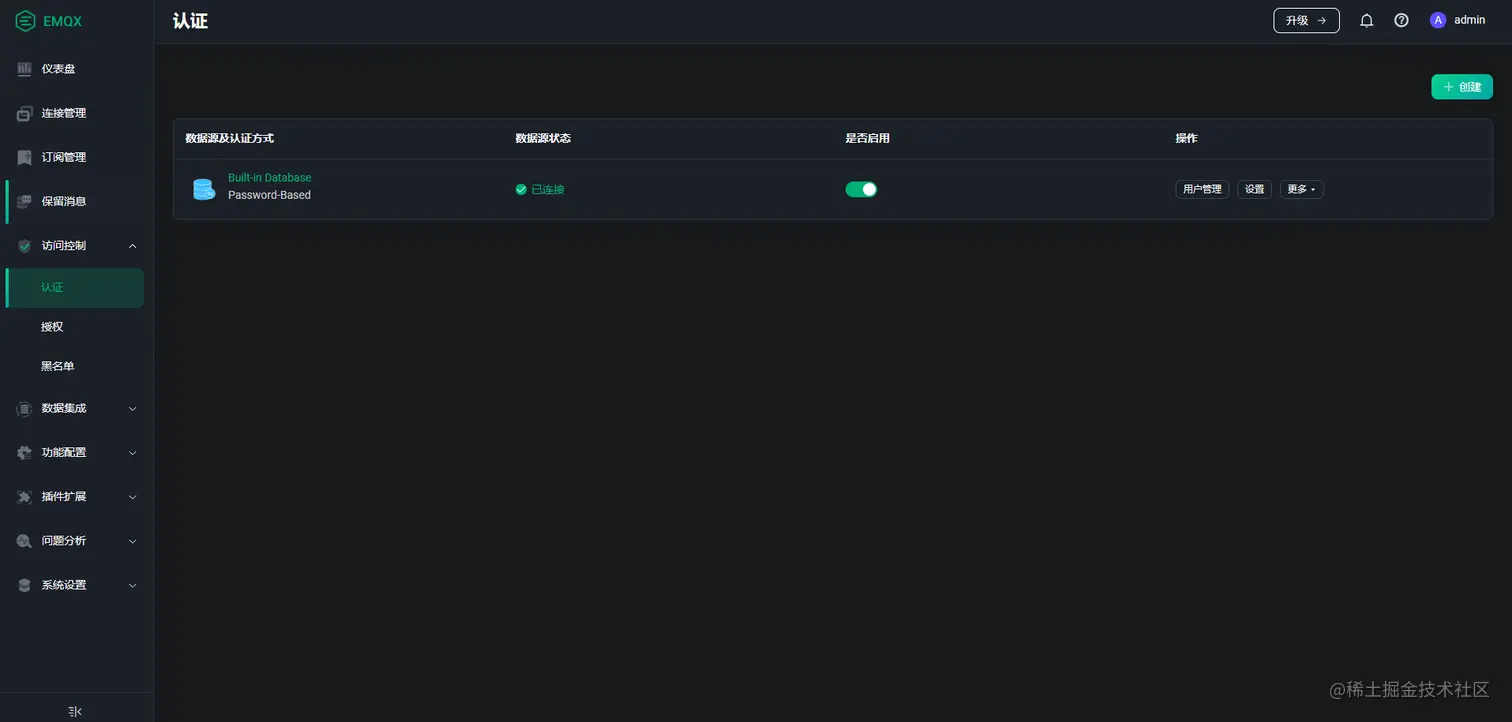 EMQX
认证
升级
A
admin
仪表盘
连接管理
订阅管理
保留消息
访问控制
认证
授权
黑名单
数据集成
功能配置
插件扩展
问题分析
系统设置
创建
数据源及认证方式
数据源状态
是否启用
操作
Built-in Database
Password-Based
已连接
用户管理
设置
更多
@稀土掘金技术社区